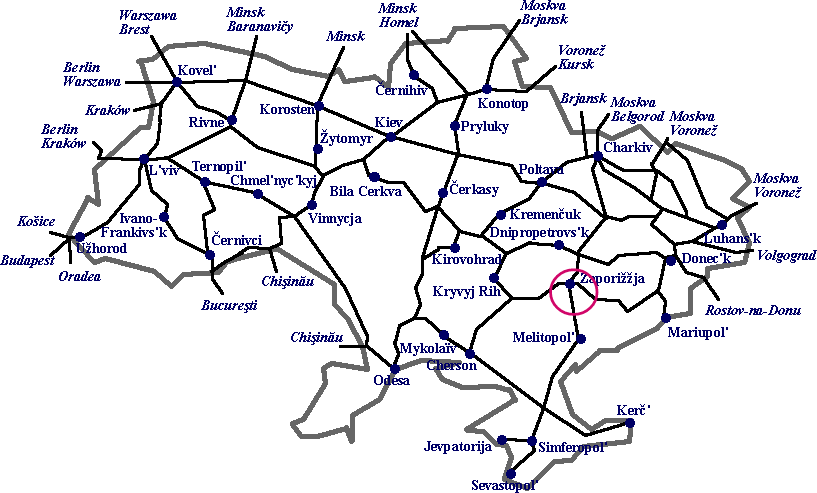 Warszawa
Brest
Minsk
Baranavičy
Minsk
Minsk
Homel
Moskva
Brjansk
Voronež
Kursk
Berlin
Warszawa
Kovel'
Kraków
Rivne
Korosten
Černihiv
Konotop
Brjansk
Moskva
Belgorod
Moskva
Voronež
Berlin
Kraków
Žytomyr
Kiev
Pryluky
Charkiv
L'viv
Ternopil'
Chmel'nyc'kyj
Bila Cerkva
Čerkasy
Poltava
Moskva
Voronež
Košice
Ivano-
Frankivs'k
Vinnycja
Kremenčuk
Dnipropetrovs'k
Luhans'k
Užhorod
Budapest
Oradea
Černivci
Chişinău
Kirovohrad
Donec'k
Volgograd
Bucureşti
Kryvyj Rih
Zaporižžja
Rostov-na-Donu
Chişinău
Mykolaïv
Cherson
Melitopol'
Mariupol'
Odesa
Kerč'
Jevpatorija
Simferopol'
Sevastopol'